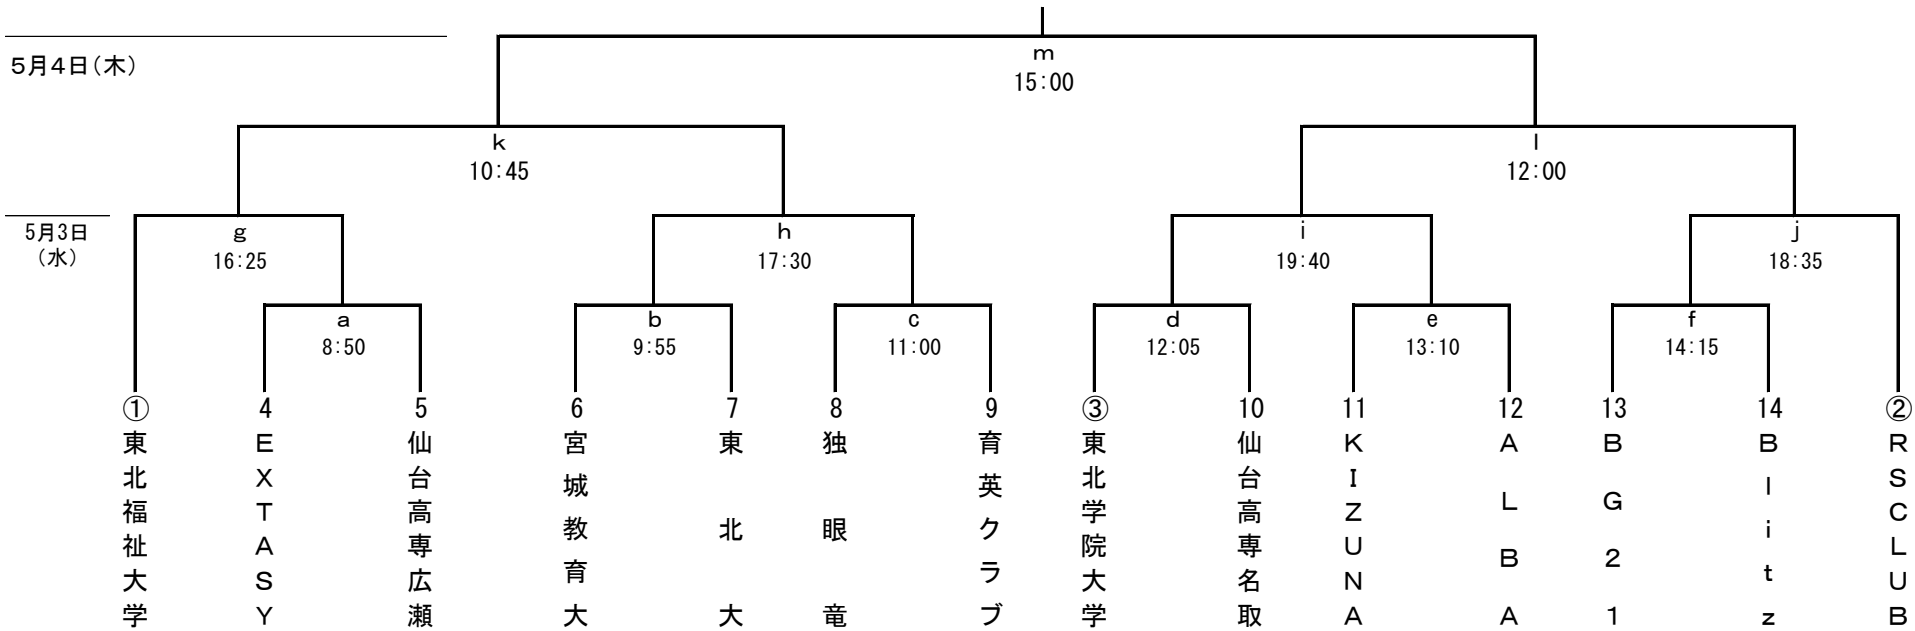 m
5月4日(木)
15:00
k
l
10:45
12:00
5月3日
(水)
g
h
i
j
16:25
17:30
19:40
18:35
a
b
c
d
e
f
8:50
9:55
11:00
12:05
13:10
14:15
① 東北福祉大学
4 EXTASY
5 仙台高専広瀬
6 宮城教育大
7 東北大
8 独眼竜
9 育英クラブ
③ 東北学院大学
10 仙台高専名取
11 KIZUNA
12 ALBA
13 BG21
14 Blitz
② RSCLUB